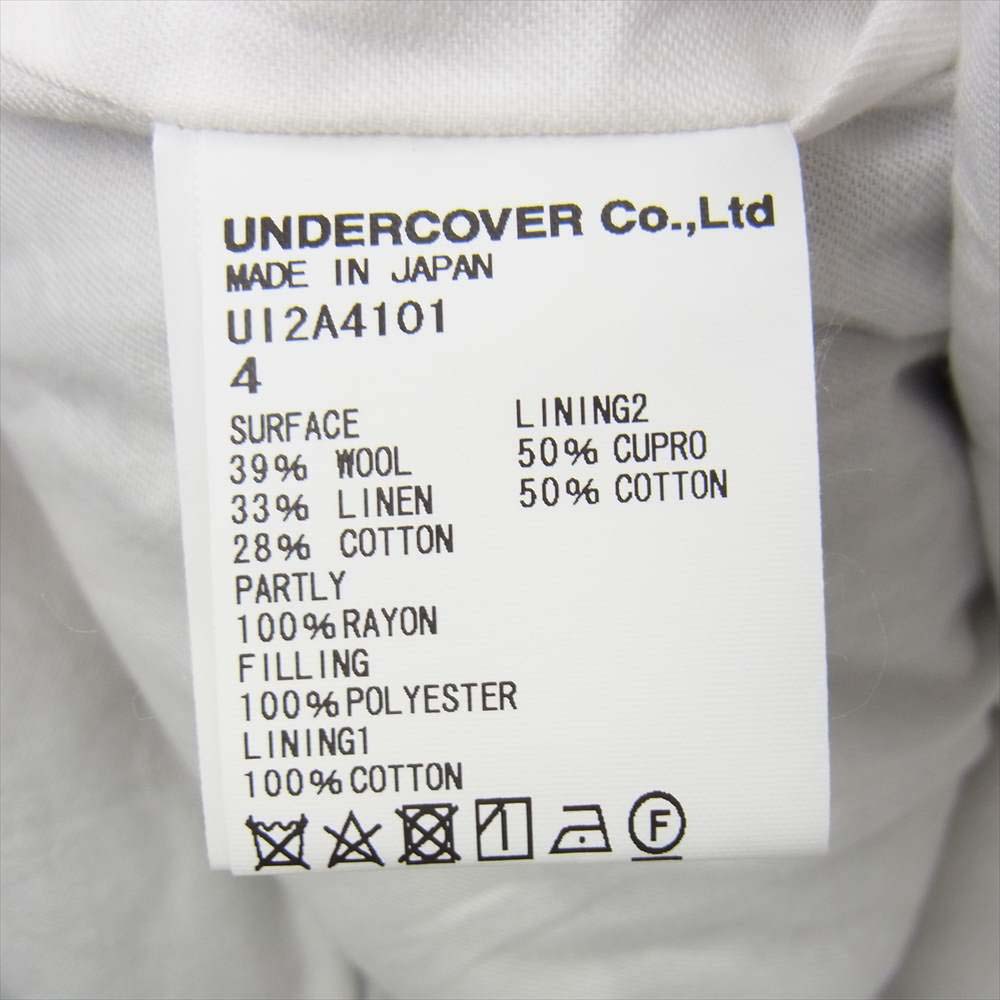 UNDERCOVER Co.,Ltd
MADE IN JAPAN
UI2A4101
4
SURFACE
39% WOOL
33% LINEN
28% COTTON
PARTLY
100%RAYON
FILLING
100%POLYESTER
LINING1
100%COTTON
LINING2
50% CUPRO
50% COTTON
F